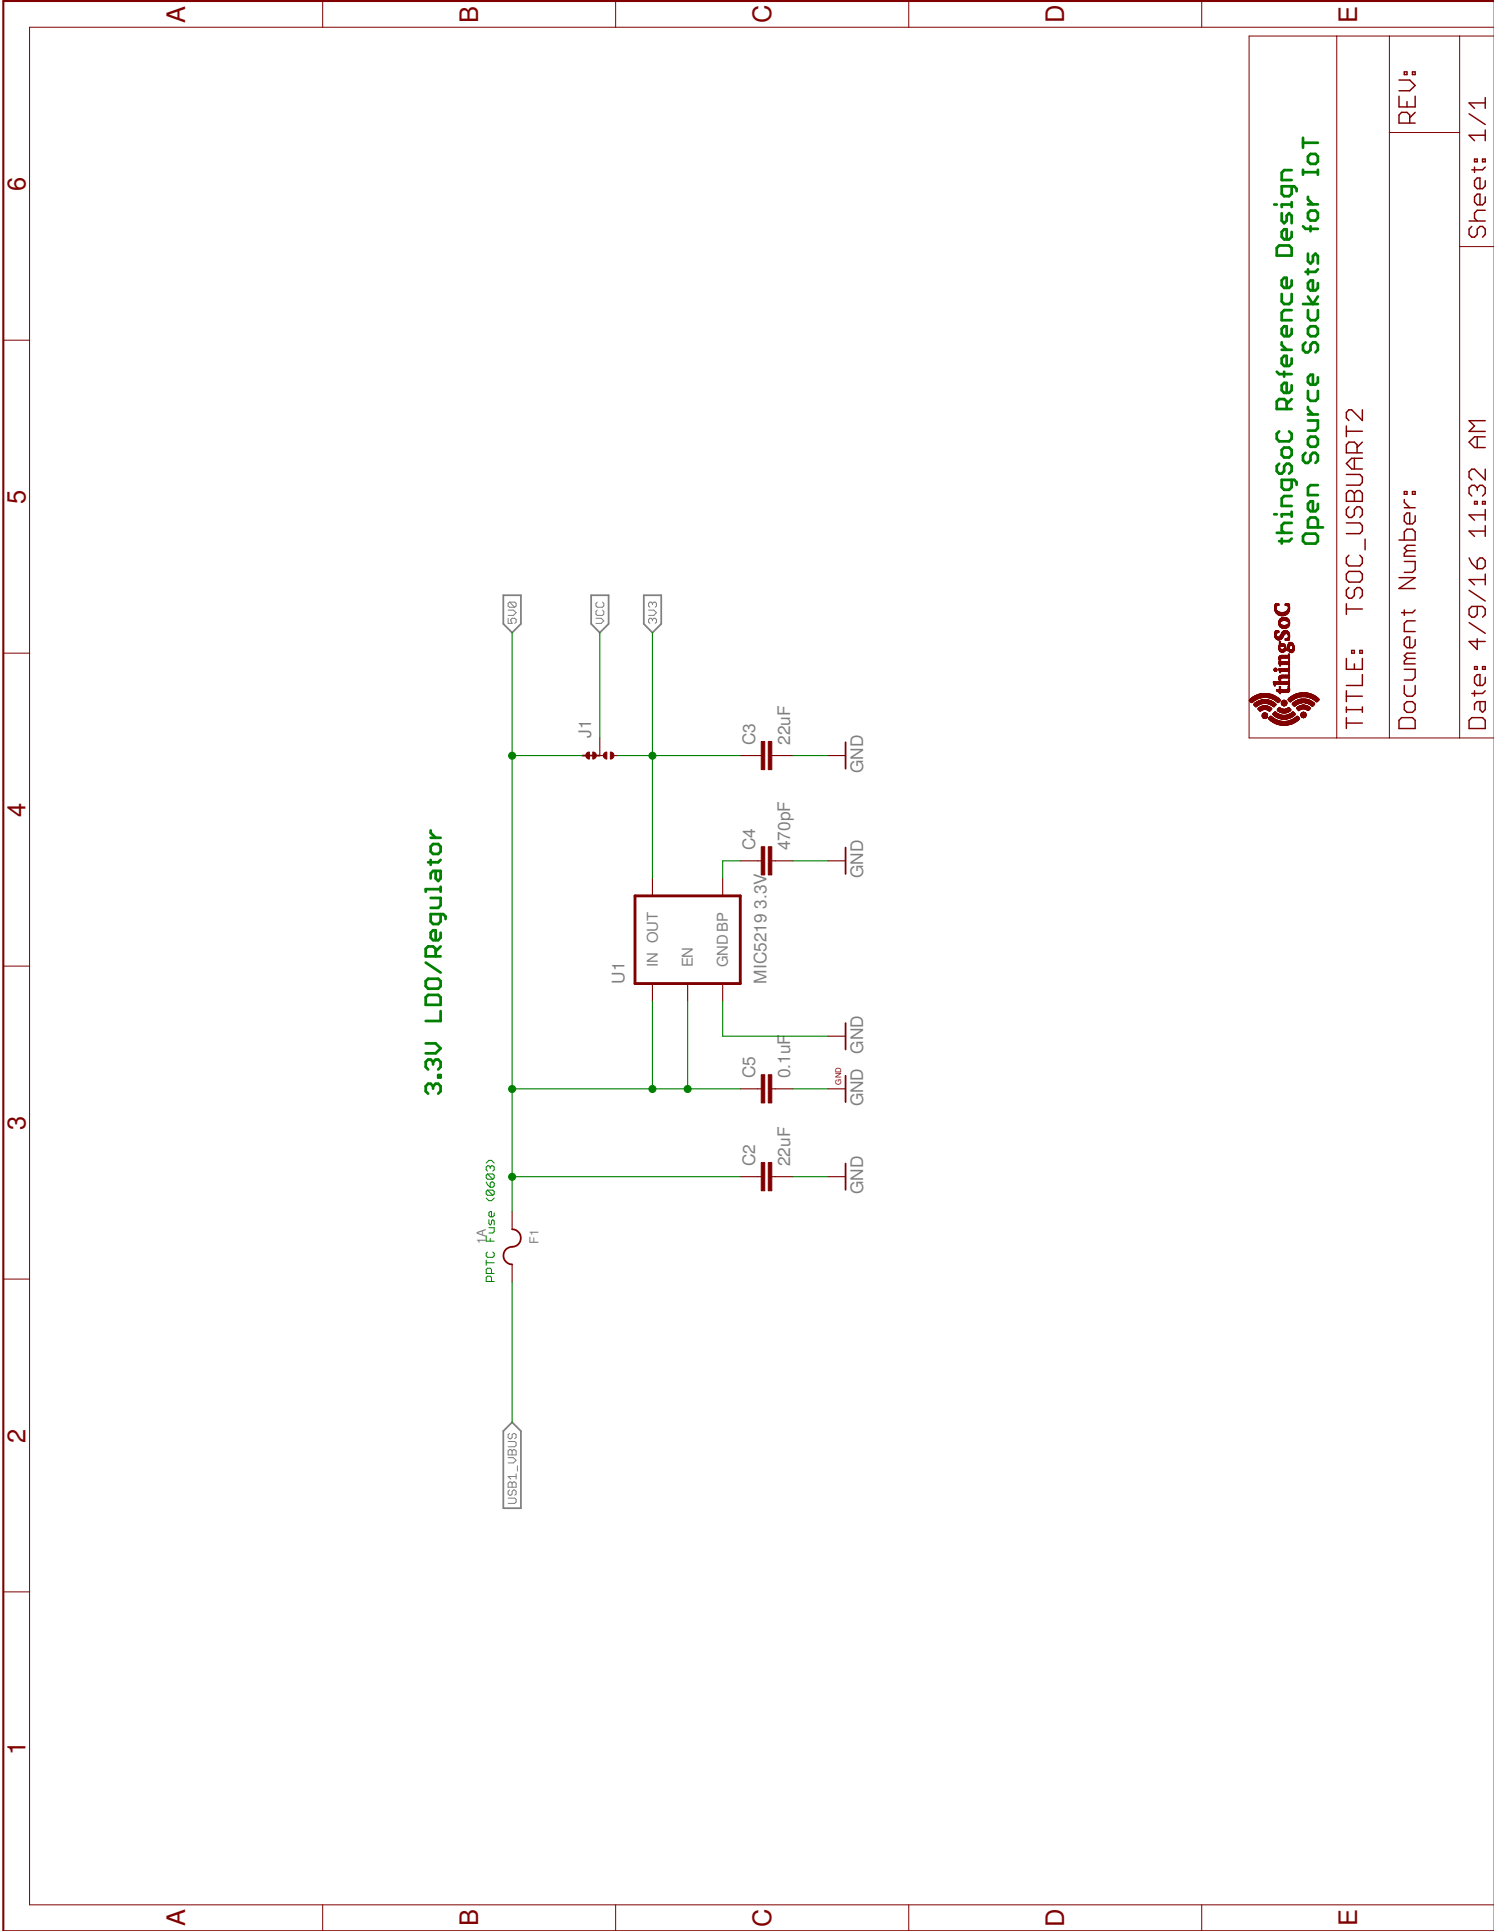 1
2
3
4
5
6
A
A
B
B
C
C
D
D
E
E
3.3V LDO/Regulator
USB1_VBUS
1A
PPTC Fuse (0603)
F1
5V0
J1
VCC
3V3
U1
IN OUT
EN
GND BP
MIC5219 3.3V
C2
22uF
GND
C5
0.1uF
GND
GND
GND
C4
470pF
GND
C3
22uF
GND
thingSoC
thingSoC Reference Design
Open Source Sockets for IoT
TITLE: TSOC_USBUART2
Document Number:
REV:
Date: 4/9/16 11:32 AM
Sheet: 1/1